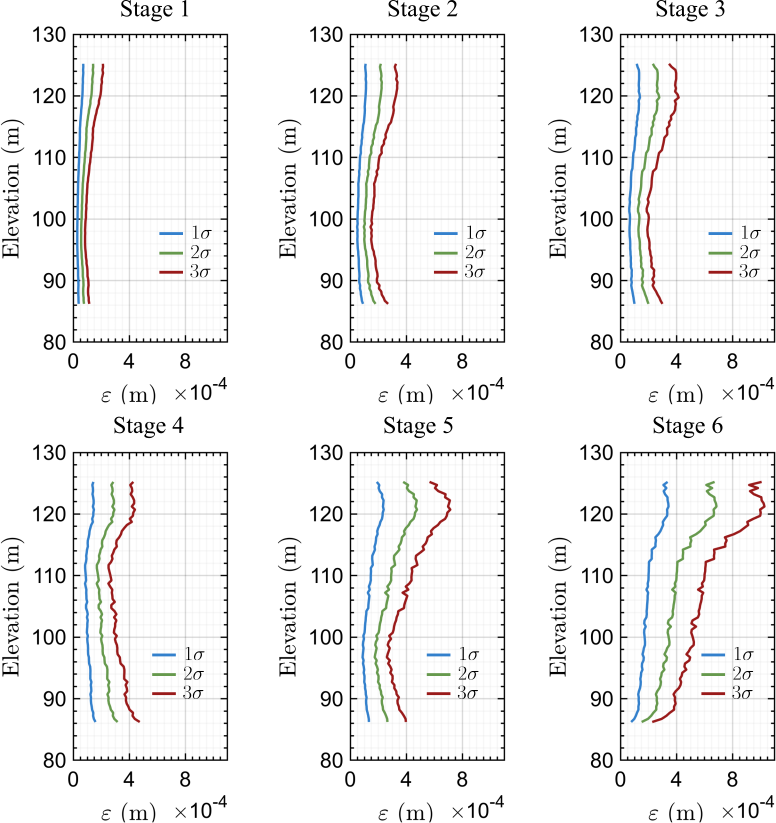 Stage 1
Stage 2
Stage 3
130
120
110
100
90
80
Elevation (m)
1σ
2σ
3σ
0
4
8
ε (m)
×10-4
130
120
110
100
90
80
Elevation (m)
1σ
2σ
3σ
0
4
8
ε (m)
×10-4
130
120
110
100
90
80
Elevation (m)
1σ
2σ
3σ
0
4
8
ε (m)
×10-4
Stage 4
Stage 5
Stage 6
130
120
110
100
90
80
Elevation (m)
1σ
2σ
3σ
0
4
8
ε (m)
×10-4
130
120
110
100
90
80
Elevation (m)
1σ
2σ
3σ
0
4
8
ε (m)
×10-4
130
120
110
100
90
80
Elevation (m)
1σ
2σ
3σ
0
4
8
ε (m)
×10-4